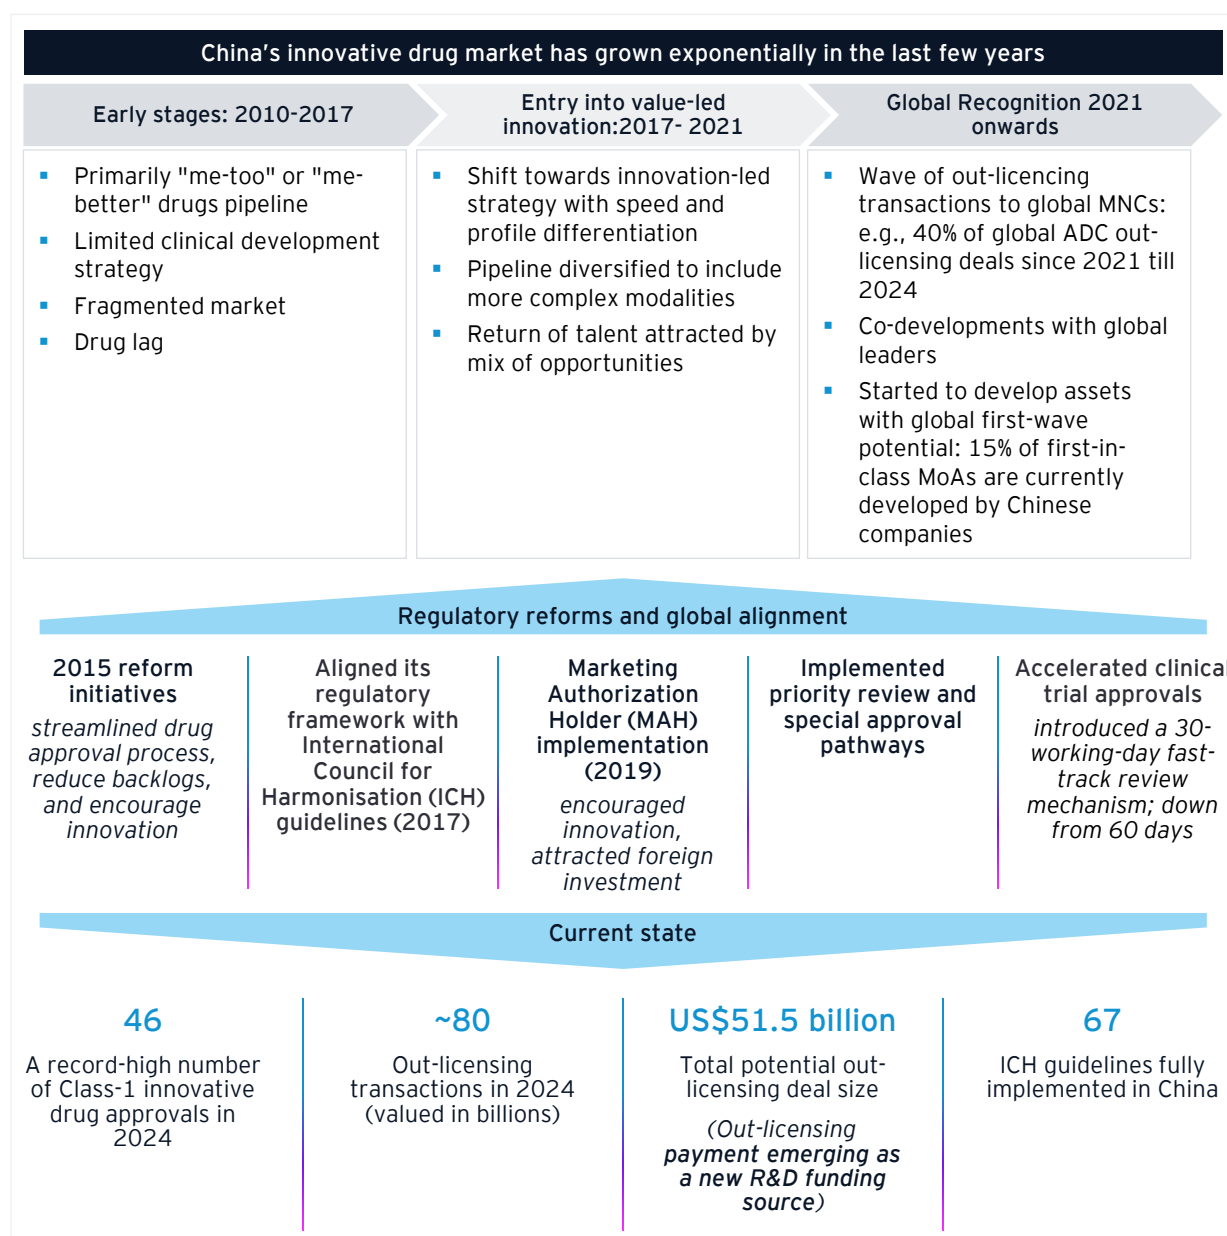 China's innovative drug market has grown exponentially in the last few years
Early stages: 2010-2017
Entry into value-led
innovation:2017- 2021
Global Recognition 2021
onwards
▪ Primarily "me-too" or "me-
better" drugs pipeline
▪ Limited clinical development
strategy
▪ Fragmented market
▪ Drug lag
▪ Shift towards innovation-led
strategy with speed and
profile differentiation
▪ Pipeline diversified to include
more complex modalities
▪ Return of talent attracted by
mix of opportunities
▪ Wave of out-licencing
transactions to global MNCs:
e.g., 40% of global ADC out-
licensing deals since 2021 till
2024
▪ Co-developments with global
leaders
▪ Started to develop assets
with global first-wave
potential: 15% of first-in-
class MoAs are currently
developed by Chinese
companies
Regulatory reforms and global alignment
2015 reform
initiatives
streamlined drug
approval process,
reduce backlogs,
and encourage
innovation
Aligned its
regulatory
framework with
International
Council for
Harmonisation (ICH)
guidelines (2017)
Marketing
Authorization
Holder (MAH)
implementation
(2019)
encouraged
innovation,
attracted foreign
investment
Implemented
priority review and
special approval
pathways
Accelerated clinical
trial approvals
introduced a 30-
working-day fast-
track review
mechanism; down
from 60 days
Current state
46
A record-high number
of Class-1 innovative
drug approvals in
2024
~80
Out-licensing
transactions in 2024
(valued in billions)
US$51.5 billion
Total potential out-
licensing deal size
(Out-licensing
payment emerging as
a new R&D funding
source)
67
ICH guidelines fully
implemented in China